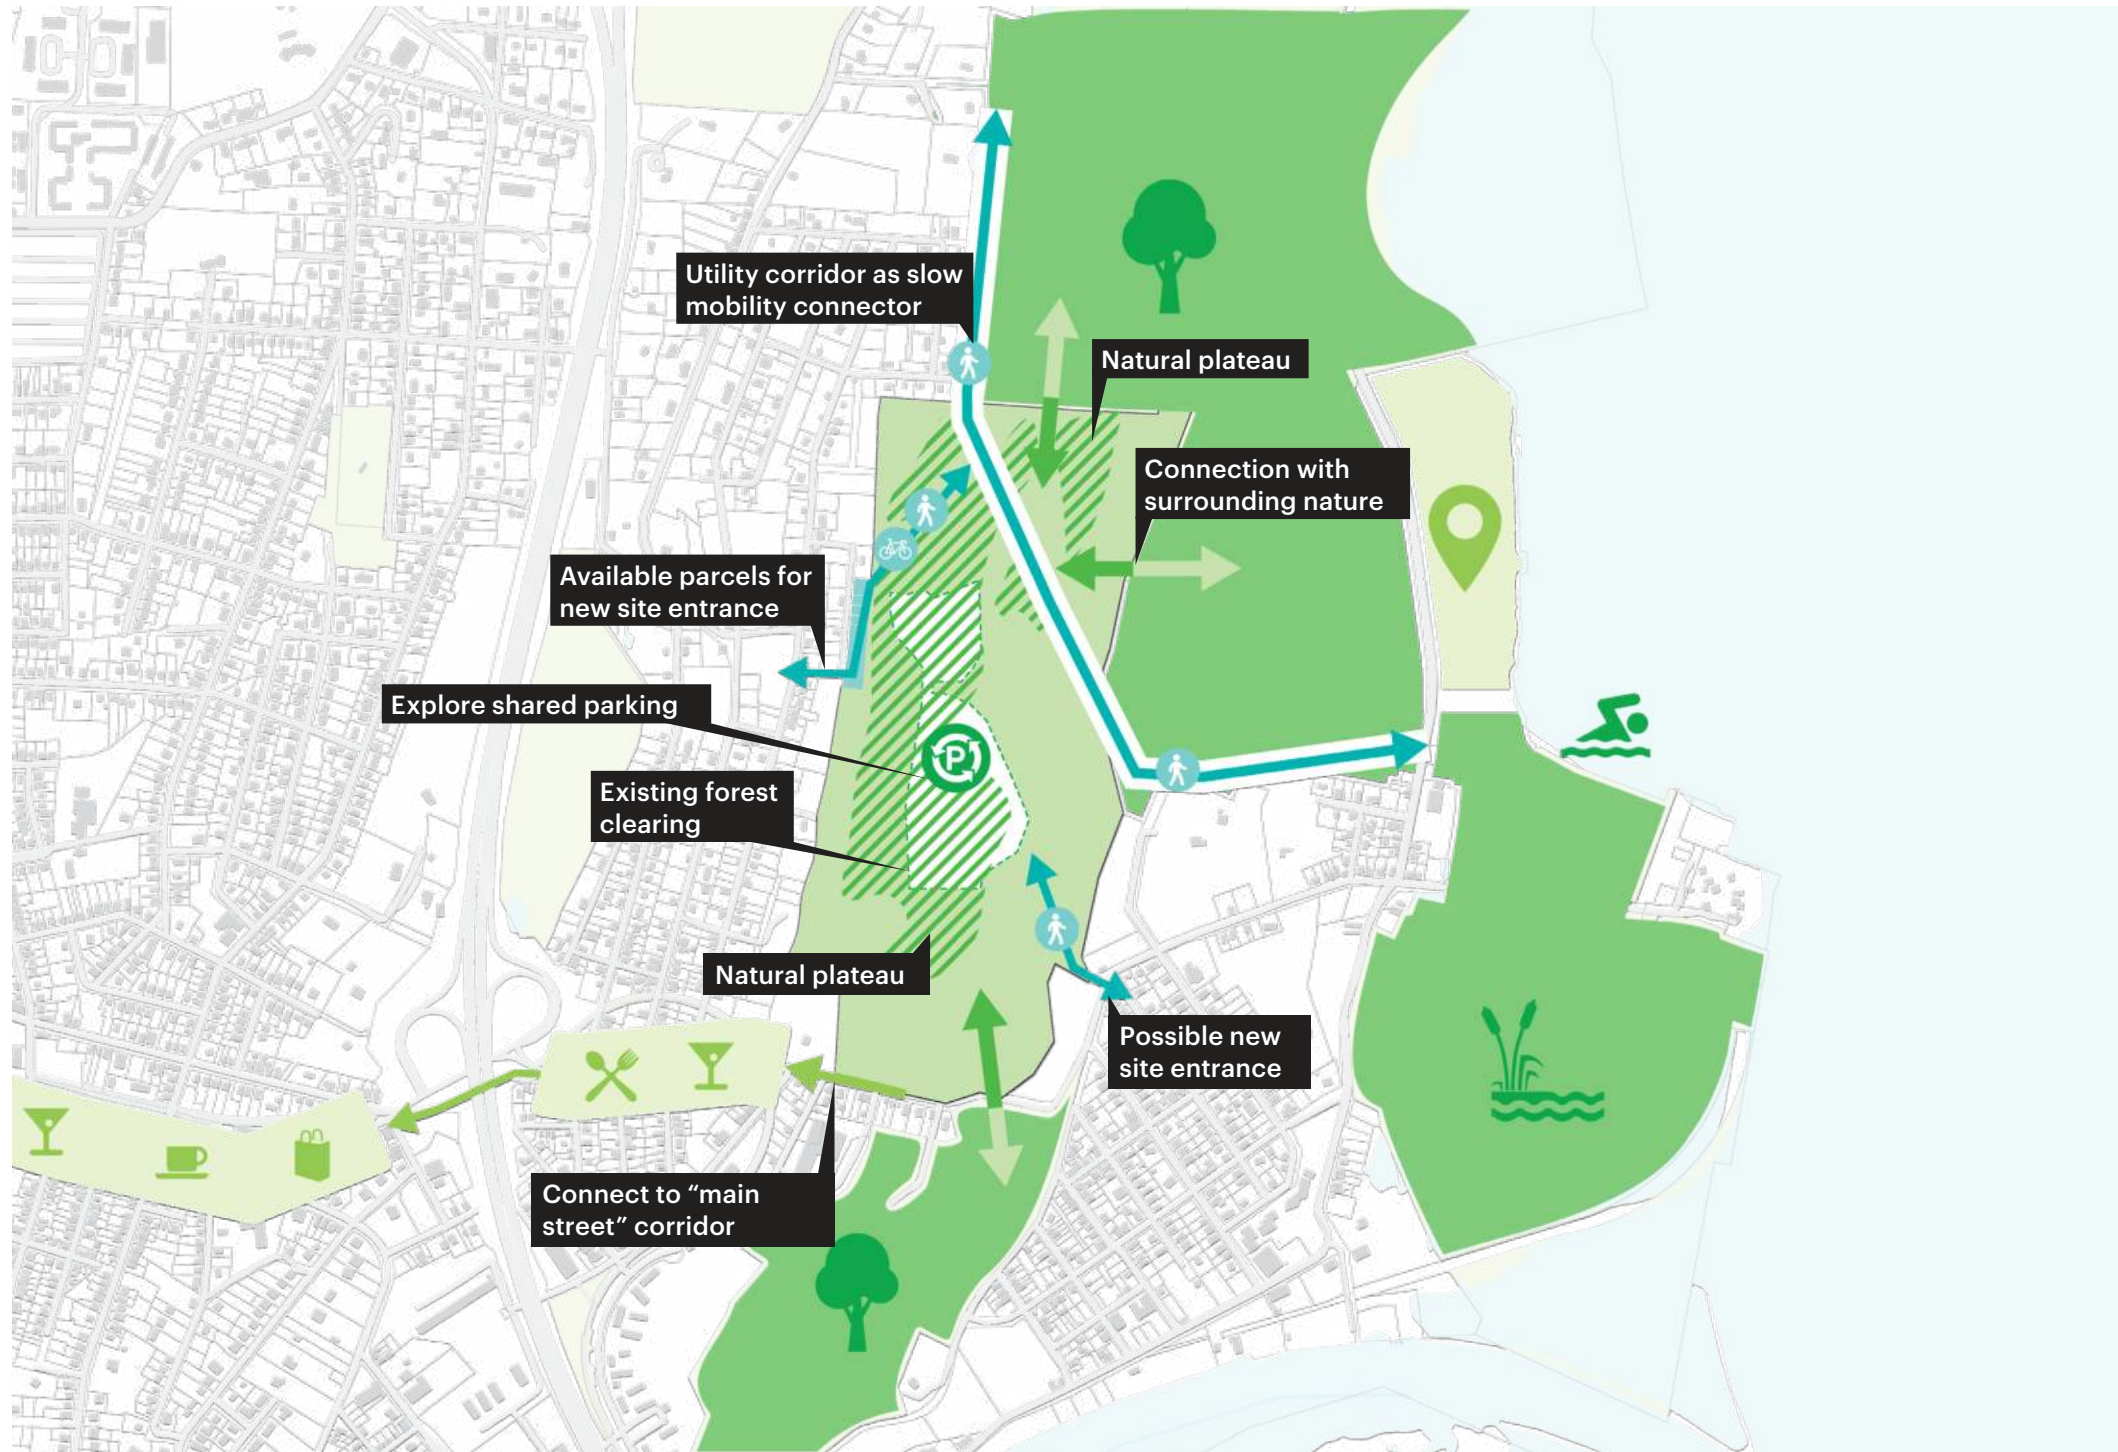 Utility corridor as slow
mobility connector
Natural plateau
Connection with
surrounding nature
Available parcels for
new site entrance
Explore shared parking
P
Existing forest
clearing
Natural plateau
Possible new
site entrance
Connect to “main
street” corridor